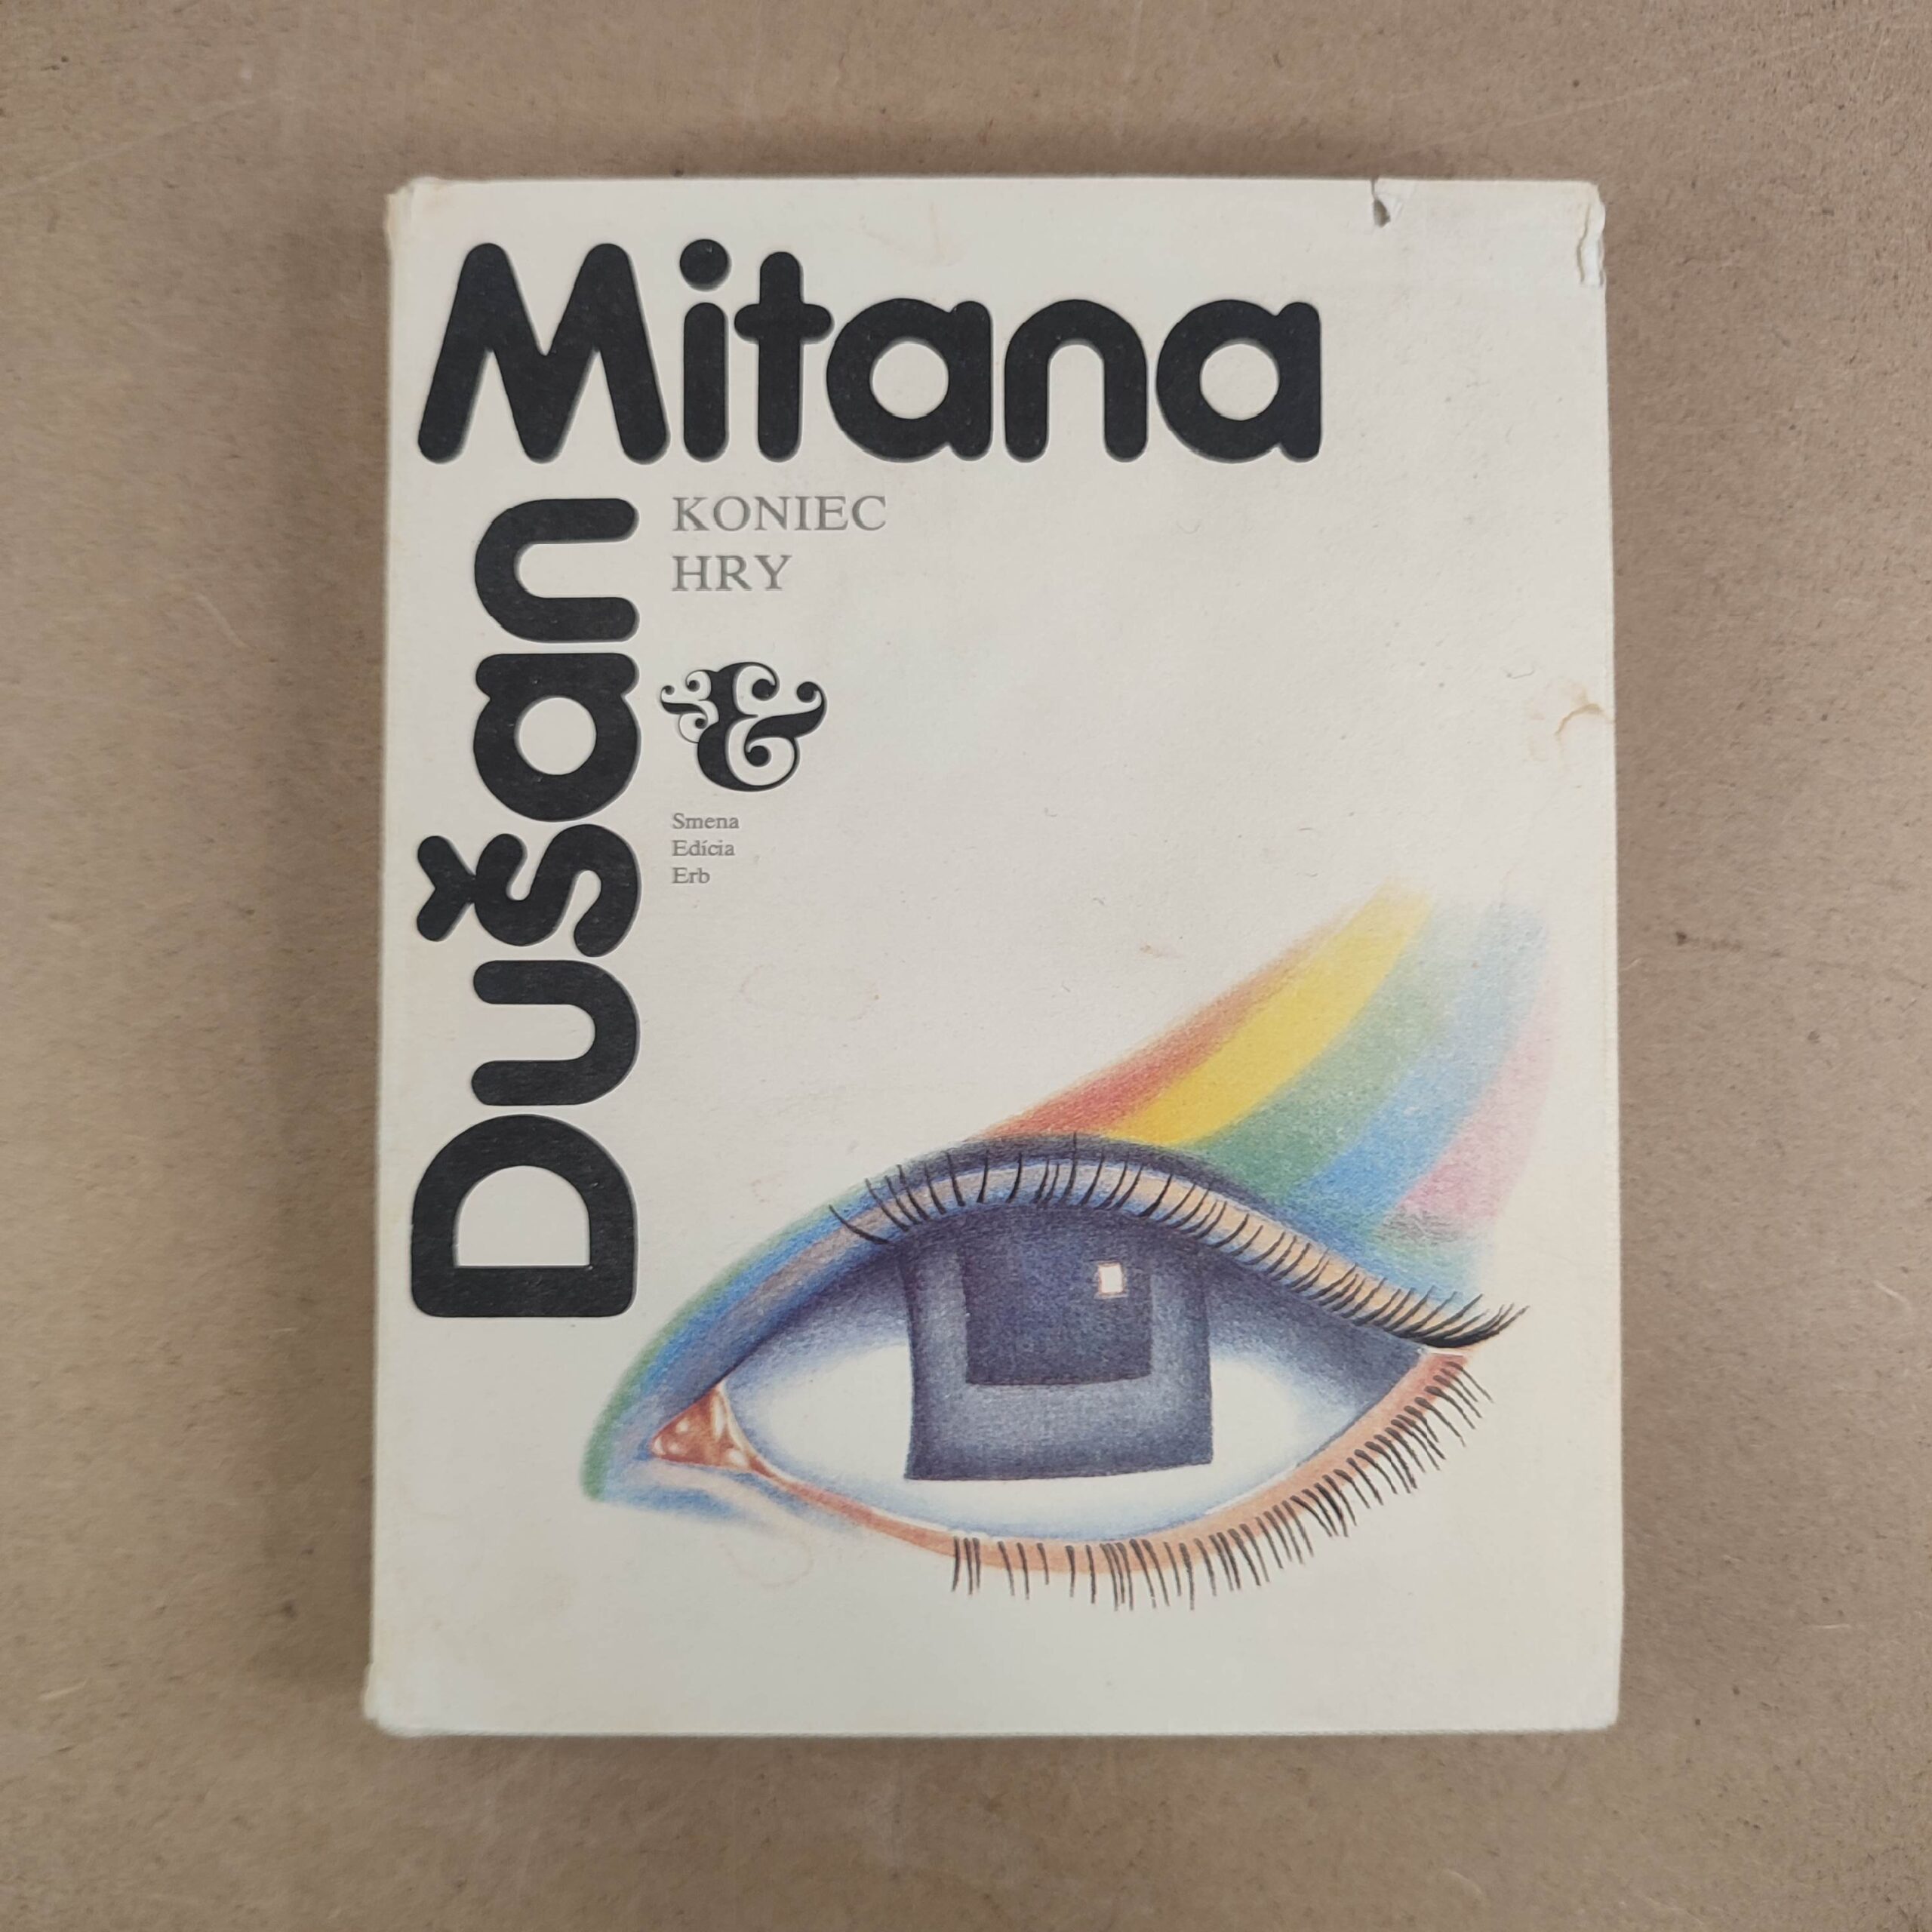 Dušan
Mitana
KONIEC
HRY
&
Smena
Edícia
Erb